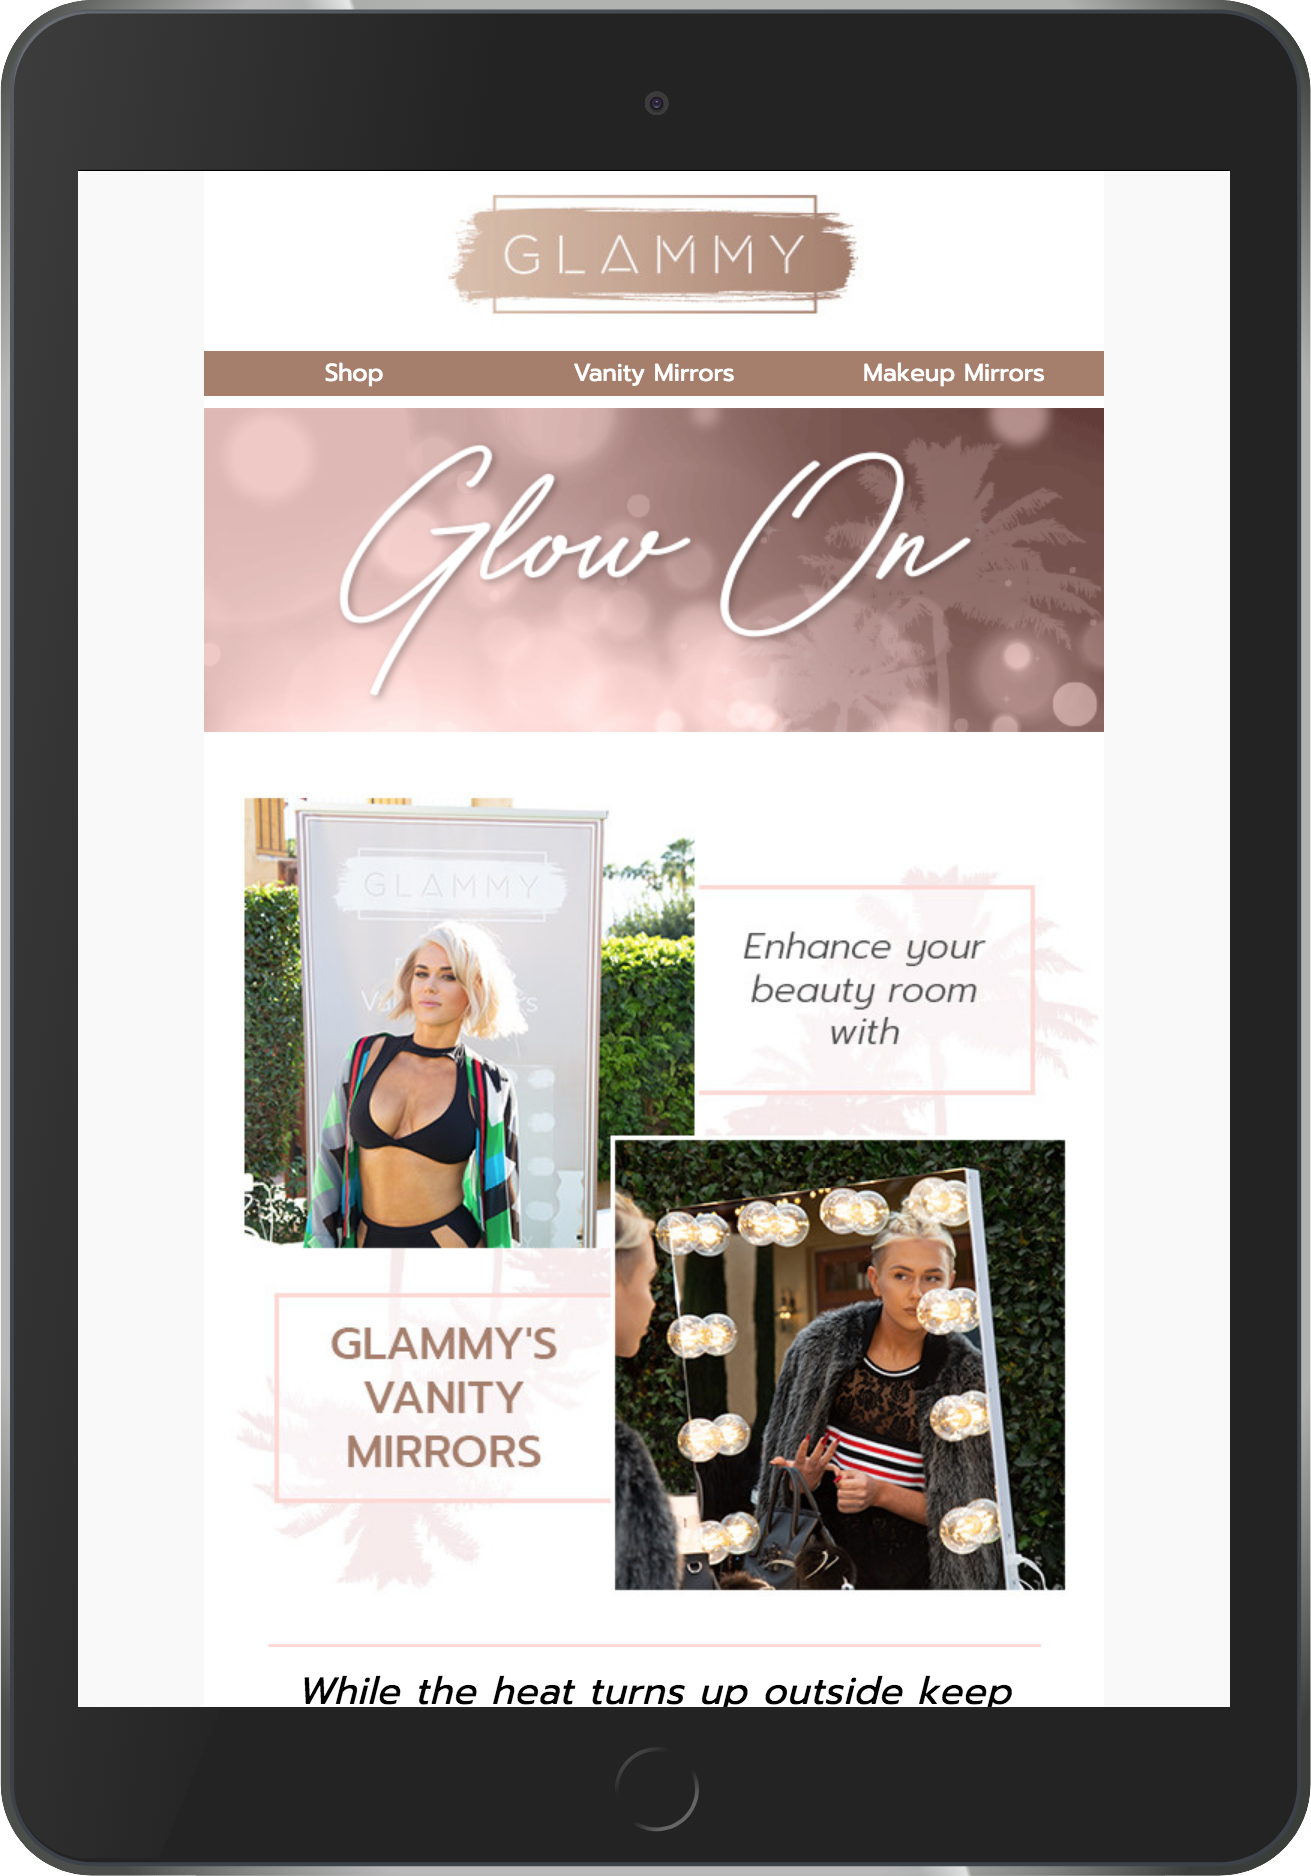 GLAMMY
Shop Vanity Mirrors Makeup Mirrors
Glow On
GLAMMY
Enhance your
beauty room
with
GLAMMY'S
VANITY
MIRRORS
While the heat turns up outside keep